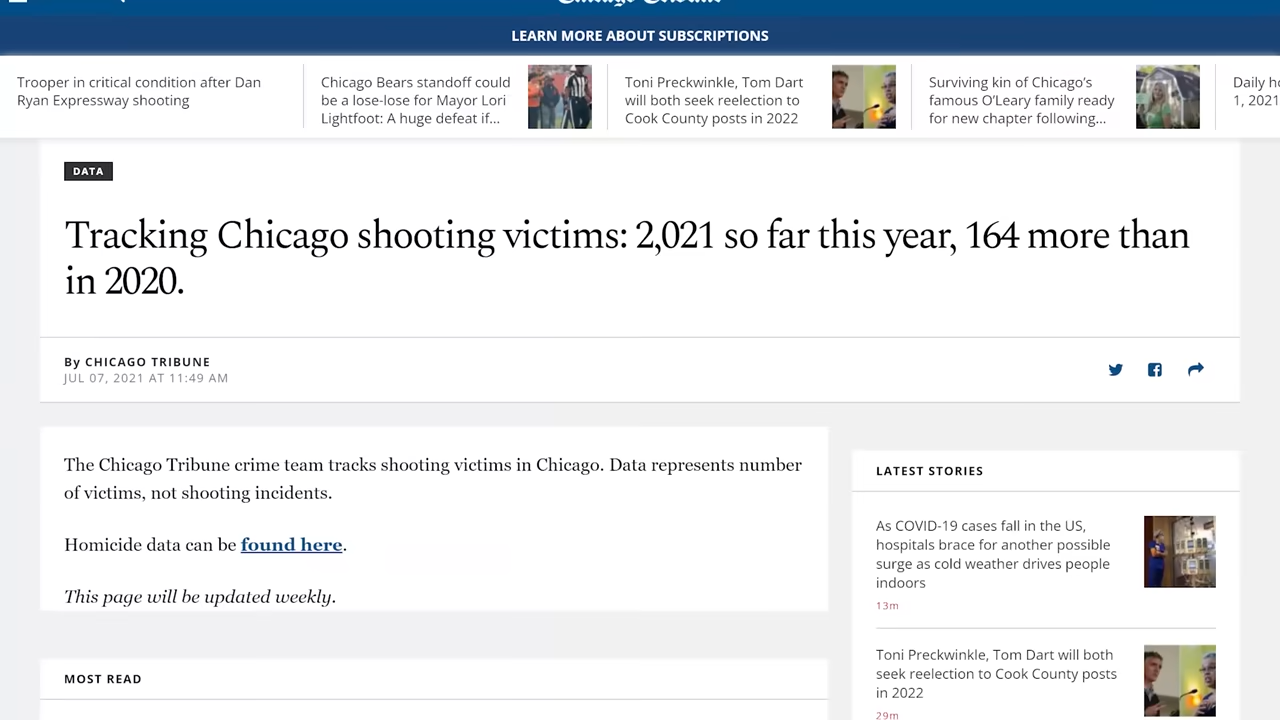 LEARN MORE ABOUT SUBSCRIPTIONS
Trooper in critical condition after Dan
Ryan Expressway shooting
Chicago Bears standoff could
be a lose-lose for Mayor Lori
Lightfoot: A huge defeat if...
Toni Preckwinkle, Tom Dart
will both seek reelection to
Cook County posts in 2022
Surviving kin of Chicago's
famous O'Leary family ready
for new chapter following...
Daily
1, 2021
DATA
Tracking Chicago shooting victims: 2,021 so far this year, 164 more than
in 2020.
By CHICAGO TRIBUNE
JUL 07, 2021 AT 11:49 AM
The Chicago Tribune crime team tracks shooting victims in Chicago. Data represents number
of victims, not shooting incidents.
Homicide data can be found here.
This page will be updated weekly.
MOST READ
LATEST STORIES
As COVID-19 cases fall in the US,
hospitals brace for another possible
surge as cold weather drives people
indoors
13m
Toni Preckwinkle, Tom Dart will both
seek reelection to Cook County posts
in 2022
29m